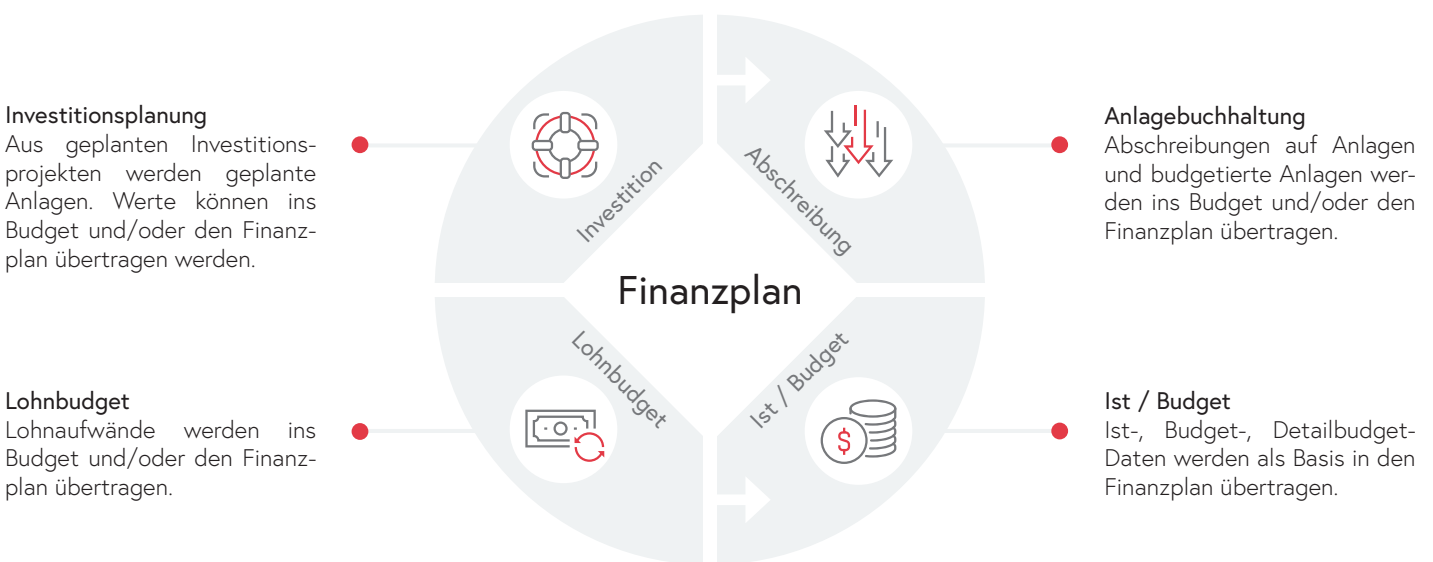 Investitionsplanung
Aus geplanten Investitions-
projekten werden geplante
Anlagen. Werte können ins
Budget und/oder den Finanz-
plan übertragen werden.
Investition
Abschreibung
Anlagebuchhaltung
Abschreibungen auf Anlagen
und budgetierte Anlagen wer-
den ins Budget und/oder den
Finanzplan übertragen.
Finanzplan
Lohnbudget
Lohnaufwände werden ins
Budget und/oder den Finanz-
plan übertragen.
Lohnbudget
Ist / Budget
$
Ist / Budget
Ist-, Budget-, Detailbudget-
Daten werden als Basis in den
Finanzplan übertragen.